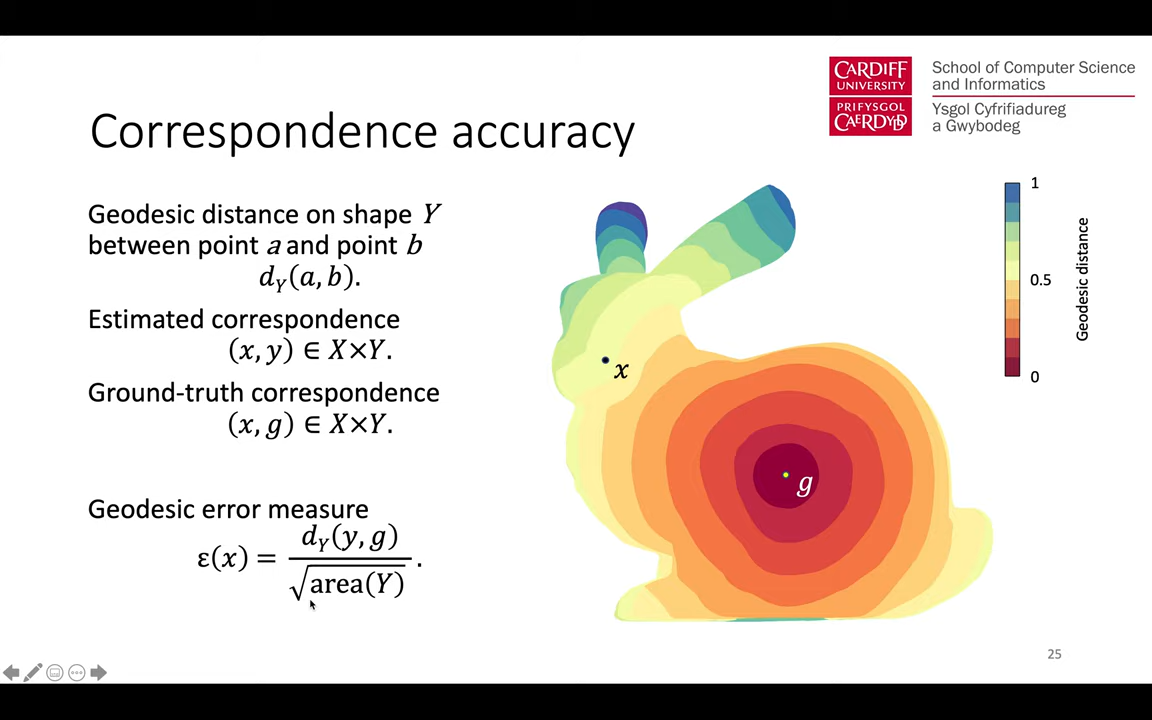 CARDIFF
UNIVERSITY
PRIFYSGOL
CAERDYDD
School of Computer Science
and Informatics
Ysgol Cyfrifiadureg
a Gwybodeg
Correspondence accuracy
Geodesic distance on shape Y
between point a and point b
d_Y(a, b).
Estimated correspondence
(x, y) ∈ X×Y.
Ground-truth correspondence
(x, g) ∈ X×Y.
Geodesic error measure
ε(x) = d_Y(y, g) / √area(Y) .
x
g
1
0.5
0
Geodesic distance
25